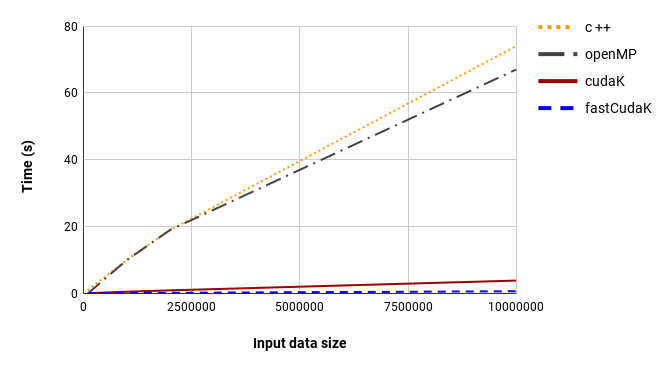 80
60
40
20
0
Time (s)
0
2500000
5000000
7500000
10000000
Input data size
c ++
openMP
cudaK
fastCudaK